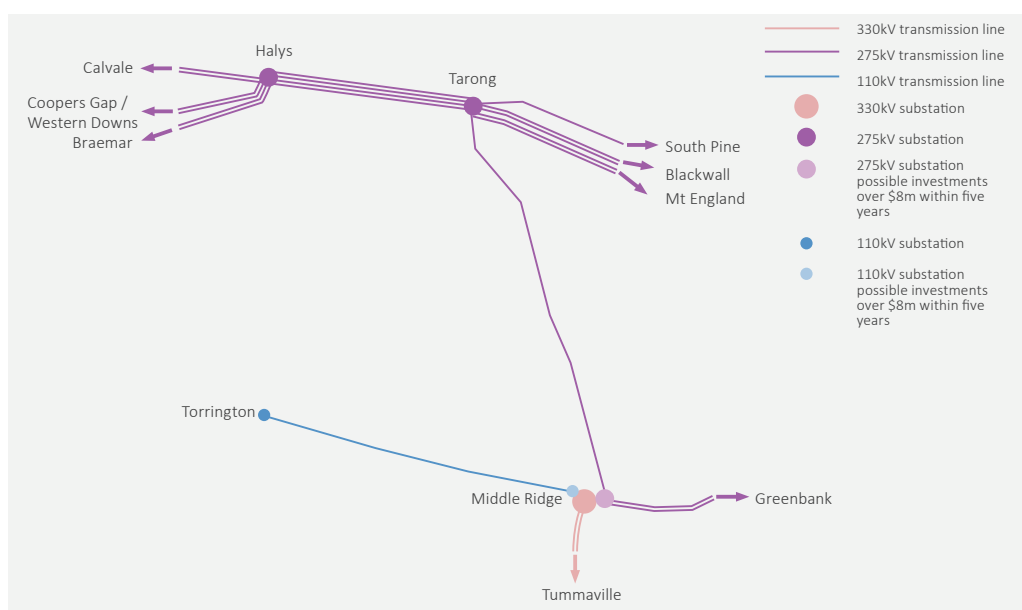 Halys
Calvale
Coopers Gap /
Western Downs
Braemar
Tarong
South Pine
Blackwall
Mt England
Torrington
Middle Ridge
Greenbank
Tummaville
330kV transmission line
275kV transmission line
110kV transmission line
330kV substation
275kV substation
275kV substation
possible investments
over $8m within five
years
110kV substation
110kV substation
possible investments
over $8m within five
years